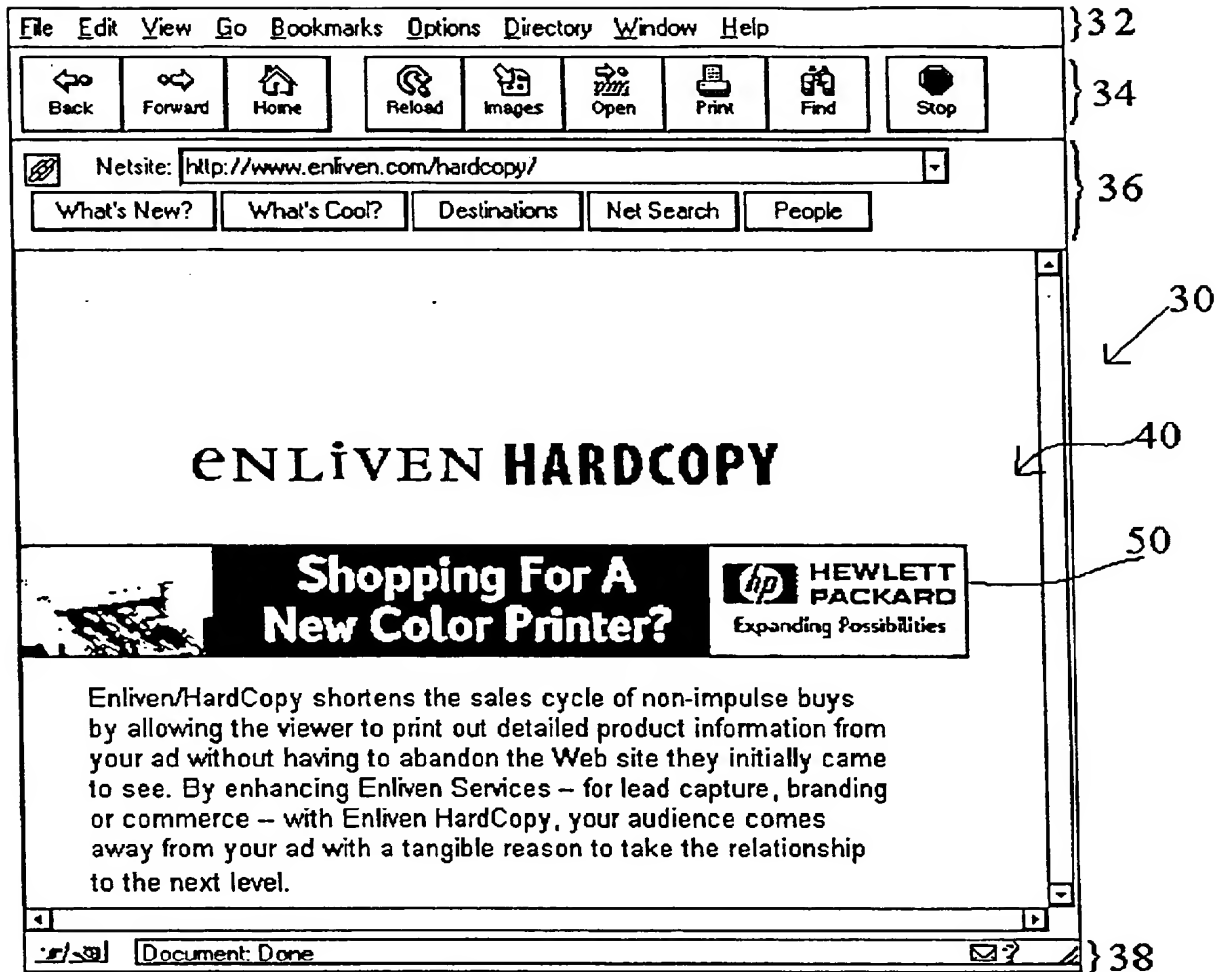 File Edit View Go Bookmarks Options Directory Window Help }32
Back Forward Home Reload Images Open Print Find Stop } 34
Netsite: http://www.enliven.com/hardcopy/ } 36
What's New? What's Cool? Destinations Net Search People
30
ENLiVEN HARDCOPY
40
Shopping For A
New Color Printer?
hp HEWLETT
PACKARD
Expanding Possibilities
50
Enliven/HardCopy shortens the sales cycle of non-impulse buys
by allowing the viewer to print out detailed product information from
your ad without having to abandon the Web site they initially came
to see. By enhancing Enliven Services – for lead capture, branding
or commerce – with Enliven HardCopy, your audience comes
away from your ad with a tangible reason to take the relationship
to the next level.
Document: Done ? }38